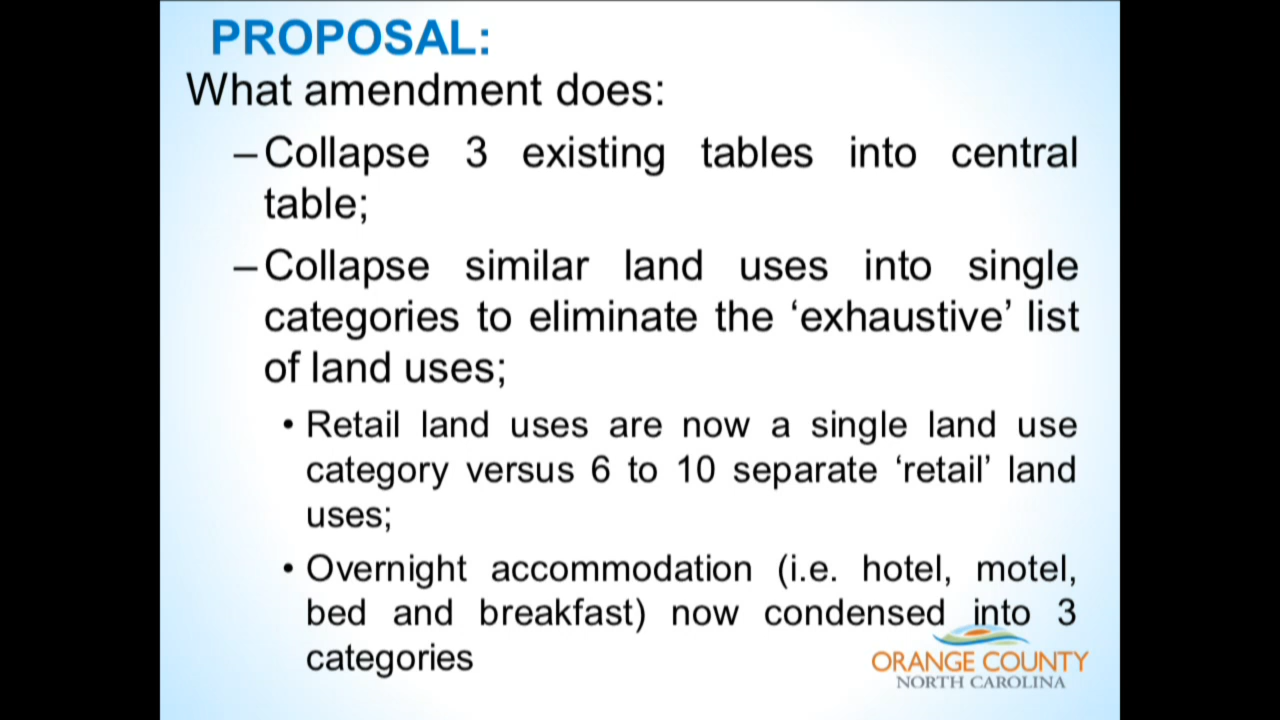 PROPOSAL:
What amendment does:
–Collapse 3 existing tables into central
table;
–Collapse similar land uses into single
categories to eliminate the ‘exhaustive’ list
of land uses;
• Retail land uses are now a single land use
category versus 6 to 10 separate ‘retail’ land
uses;
• Overnight accommodation (i.e. hotel, motel,
bed and breakfast) now condensed into 3
categories
ORANGE COUNTY
NORTH CAROLINA